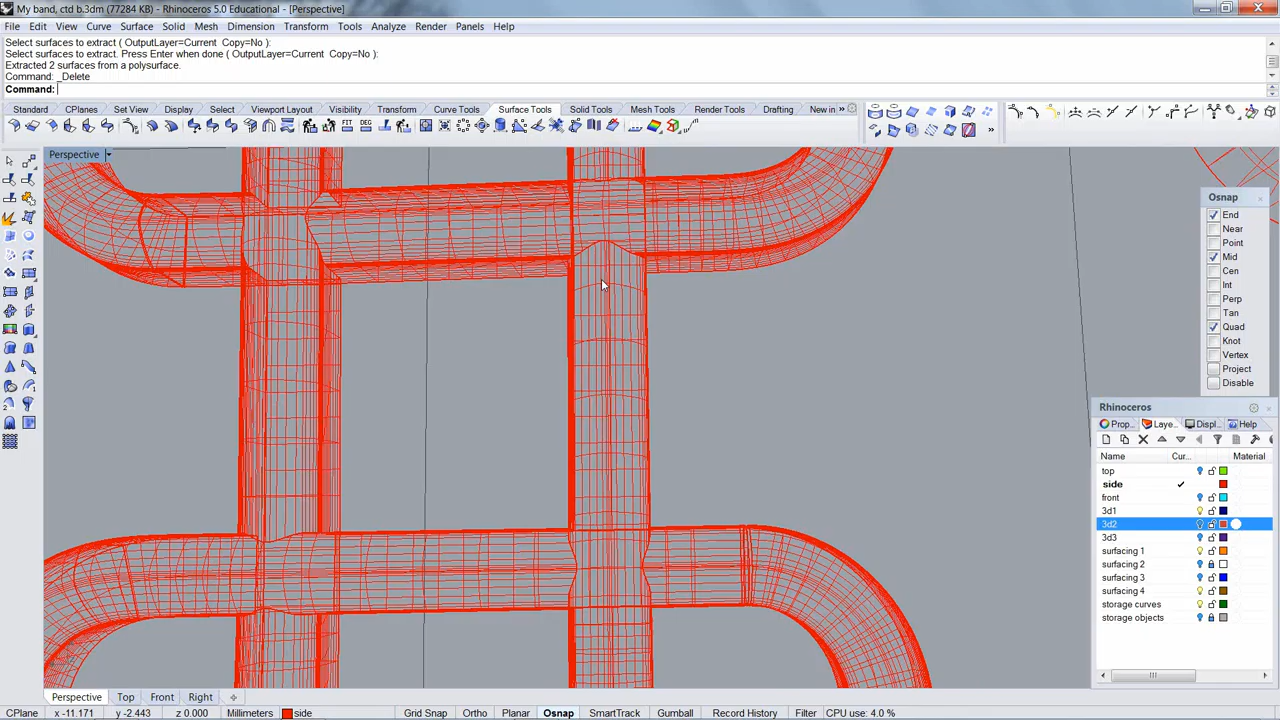 My band, ctd b.3dm (77284 KB) - Rhinoceros 5.0 Educational - [Perspective]
File Edit View Curve Surface Solid Mesh Dimension Transform Tools Analyze Render Panels Help
Select surfaces to extract ( OutputLayer=Current Copy=No ):
Select surfaces to extract. Press Enter when done ( OutputLayer=Current Copy=No ):
Extracted 2 surfaces from a polysurface.
Command: _Delete
Command:
Standard CPlanes Set View Display Select Viewport Layout Visibility Transform Curve Tools Surface Tools Solid Tools Mesh Tools Render Tools Drafting New in »
FIT DEG
Perspective
Osnap
End
Near
Point
Mid
Cen
Int
Perp
Tan
Quad
Knot
Vertex
Project
Disable
Rhinoceros
Prop... Laye... Displ... Help
Name Cur... Material
top
side
front
3d1
3d2
3d3
surfacing 1
surfacing 2
surfacing 3
surfacing 4
storage curves
storage objects
Perspective Top Front Right
CPlane x -11.171 y -2.443 z 0.000 Millimeters side Grid Snap Ortho Planar Osnap SmartTrack Gumball Record History Filter CPU use: 4.0 %